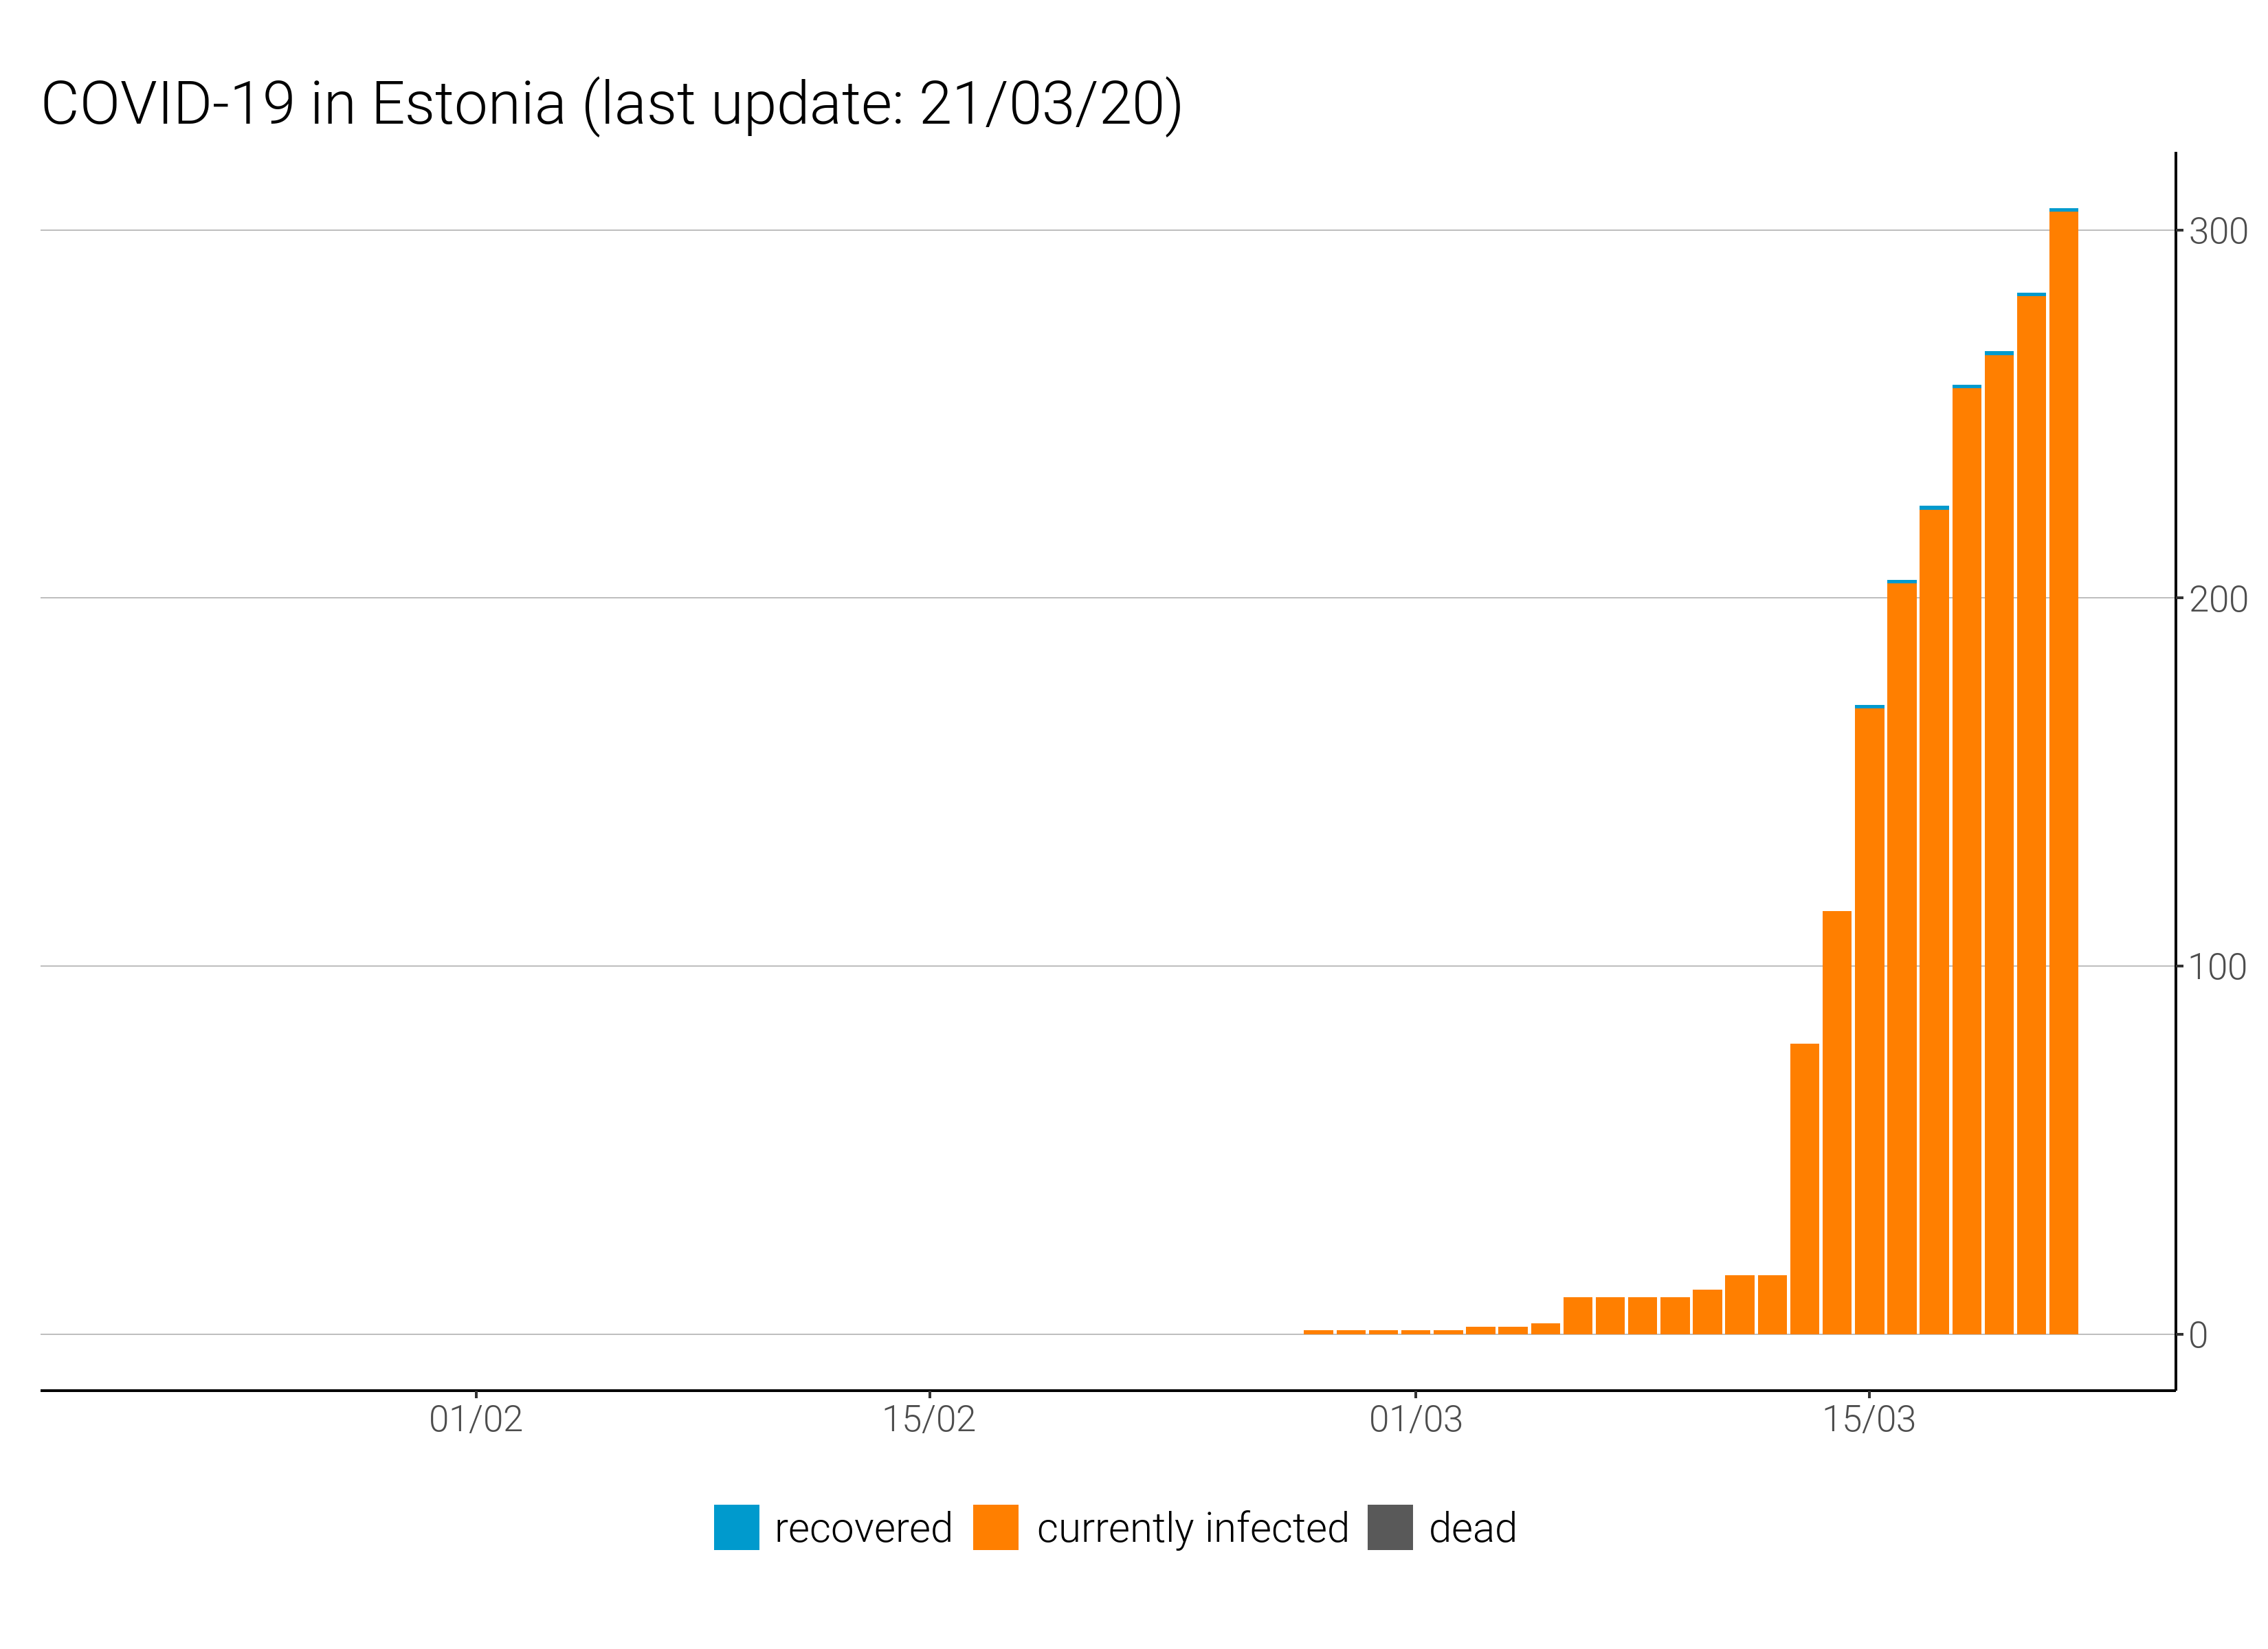 COVID-19 in Estonia (last update: 21/03/20)
300
200
100
0
01/02 15/02 01/03 15/03
recovered currently infected dead